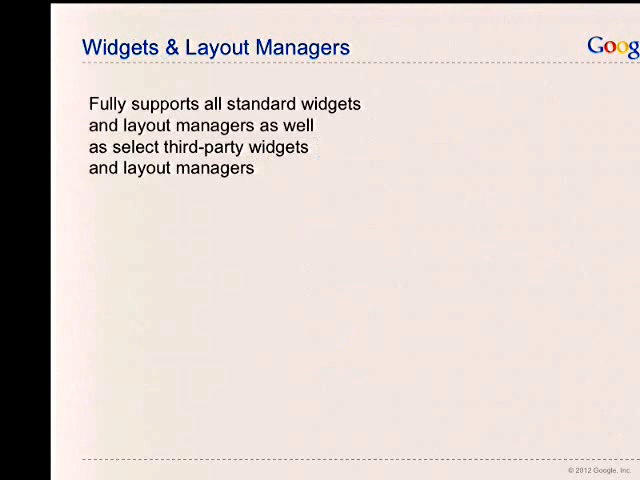 Widgets & Layout Managers
Goog
Fully supports all standard widgets
and layout managers as well
as select third-party widgets
and layout managers
© 2012 Google, Inc.